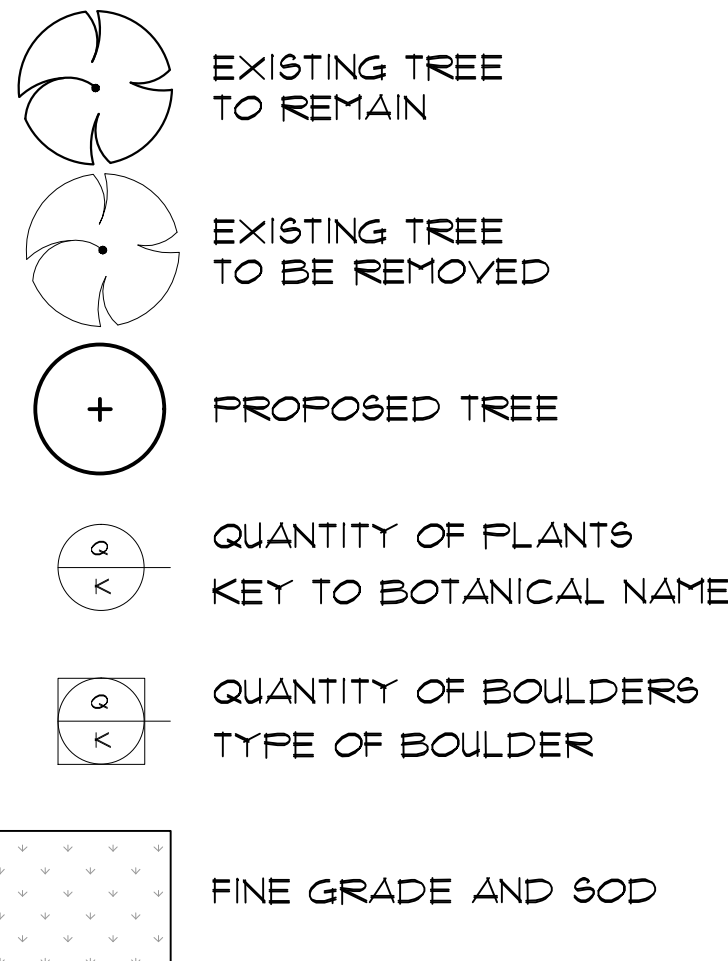 EXISTING TREE
TO REMAIN
EXISTING TREE
TO BE REMOVED
PROPOSED TREE
Q
QUANTITY OF PLANTS
K
KEY TO BOTANICAL NAME
Q
QUANTITY OF BOULDERS
K
TYPE OF BOULDER
FINE GRADE AND SOD